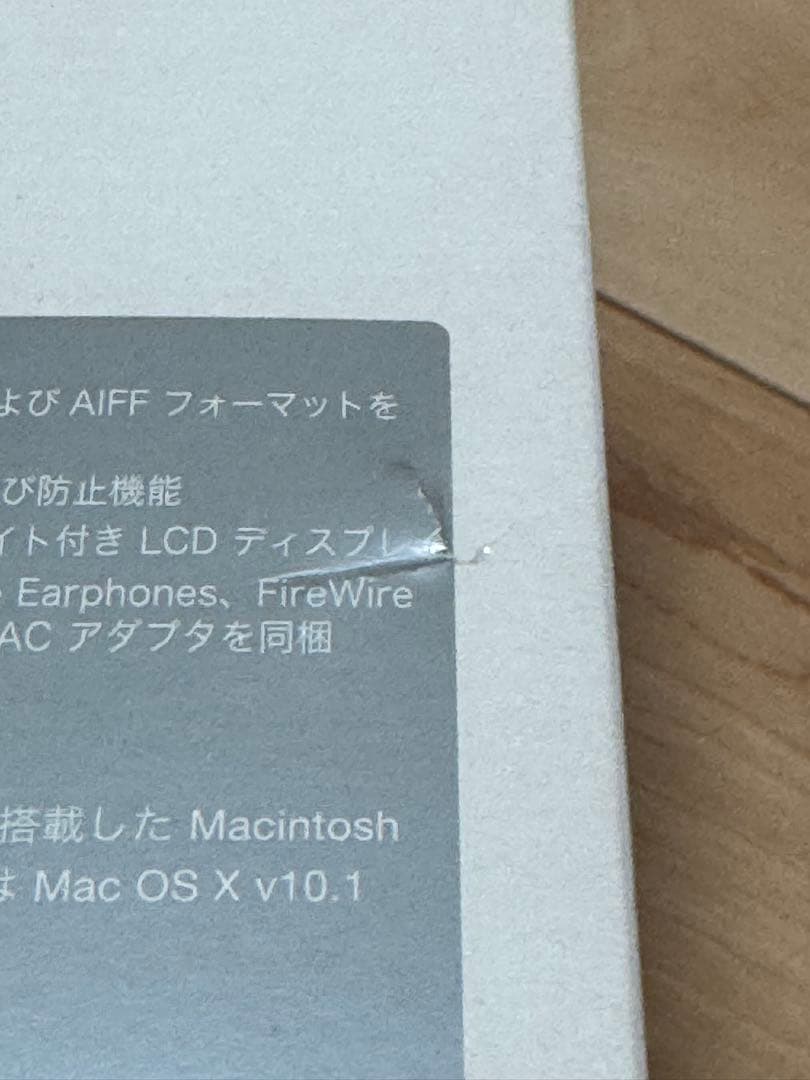 よび AIFF フォーマットを
び防止機能
イト付き LCD ディスプレ
Earphones、FireWire
AC アダプタを同梱
搭載した Macintosh
は Mac OS X v10.1